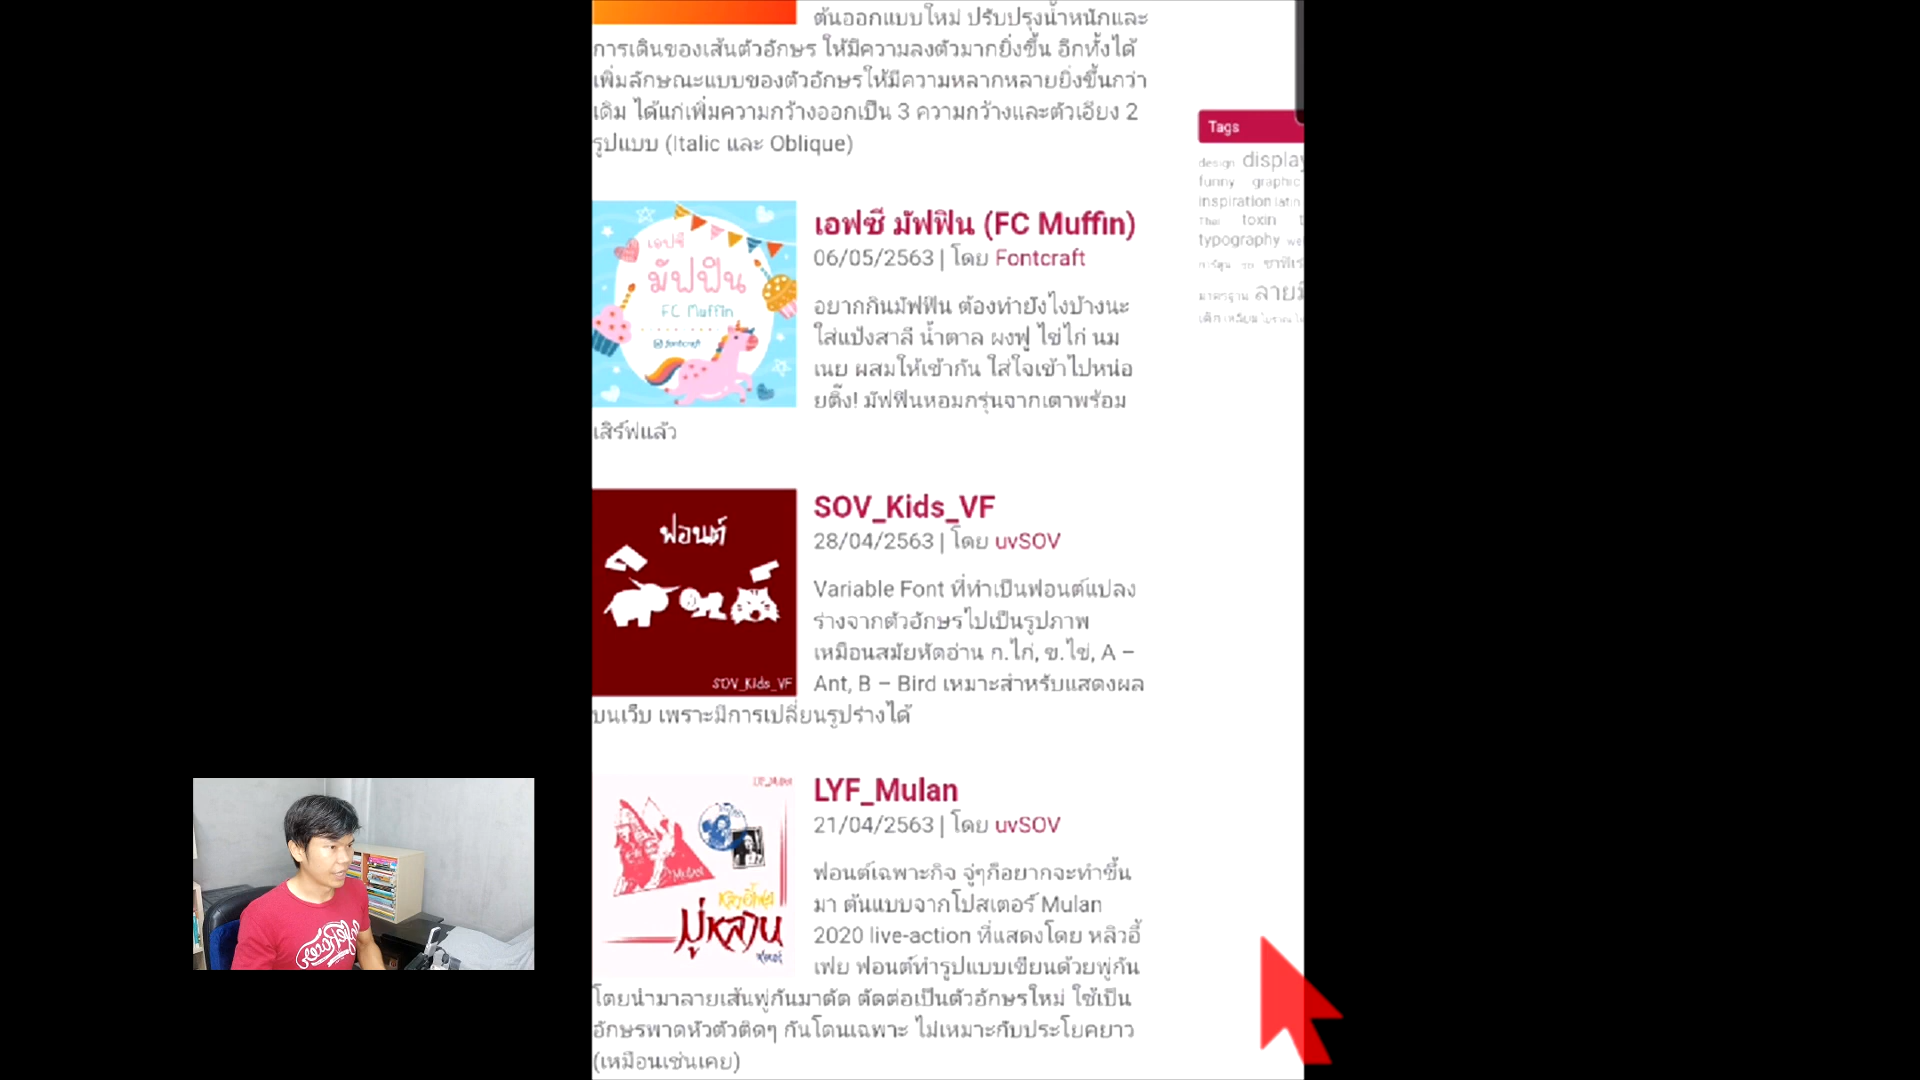 ต้นออกแบบใหม่ ปรับปรุงน้ำหนักและ
การเดินของเส้นตัวอักษร ให้มีความลงตัวมากยิ่งขึ้น อีกทั้งได้
เพิ่มลักษณะแบบของตัวอักษรให้มีความหลากหลายยิ่งขึ้นกว่า
เดิม ได้แก่เพิ่มความกว้างออกเป็น 3 ความกว้างและตัวเอียง 2
รูปแบบ (Italic และ Oblique)
เอฟซี
มัฟฟิน
FC Muffin
fontcraft
เอฟซี มัฟฟิน (FC Muffin)
06/05/2563 | โดย Fontcraft
อยากกินมัฟฟิน ต้องทำยังไงบ้างนะ
ใส่แป้งสาลี น้ำตาล ผงฟู ไข่ไก่ นม
เนย ผสมให้เข้ากัน ใส่ใจเข้าไปหน่อ
ยติ๊ง! มัฟฟินหอมกรุ่นจากเตาพร้อม
เสิร์ฟแล้ว
ฟอนต์
SOV_Kids_VF
SOV_Kids_VF
28/04/2563 | โดย uvSOV
Variable Font ที่ทำเป็นฟอนต์แปลง
ร่างจากตัวอักษรไปเป็นรูปภาพ
เหมือนสมัยหัดอ่าน ก.ไก่, ข.ไข่, A –
Ant, B – Bird เหมาะสำหรับแสดงผล
บนเว็บ เพราะมีการเปลี่ยนรูปร่างได้
MULAN
หลิวอี้เฟย
มู่หลาน
LYF_Mulan
21/04/2563 | โดย uvSOV
ฟอนต์เฉพาะกิจ จู่ๆก็อยากจะทำขึ้น
มา ต้นแบบจากโปสเตอร์ Mulan
2020 live-action ที่แสดงโดย หลิวอี้
เฟย ฟอนต์ทำรูปแบบเขียนด้วยพู่กัน
โดยนำมาลายเส้นพู่กันมาตัด ตัดต่อเป็นตัวอักษรใหม่ ใช้เป็น
อักษรพาดหัวตัวติดๆ กันโดนเฉพาะ ไม่เหมาะกับประโยคยาว
(เหมือนเช่นเคย)
Tags
design display
funny graphic
inspiration latin
Thai toxin
typography
การ์ตูน
มาตรฐาน